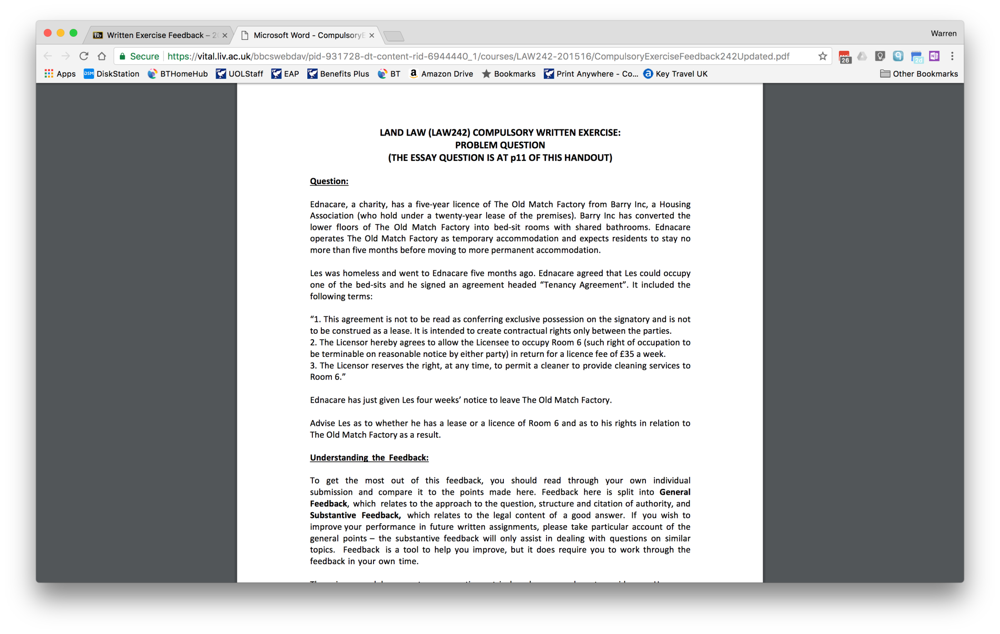 Written Exercise Feedback – 2
Microsoft Word - CompulsoryE
Warren
Secure
https://vital.liv.ac.uk/bbcswebdav/pid-931728-dt-content-rid-6944440_1/courses/LAW242-201516/CompulsoryExerciseFeedback242Updated.pdf
26
2d
Apps DSM DiskStation BTHomeHub UOLStaff EAP Benefits Plus BT Amazon Drive Bookmarks Print Anywhere - Co... Key Travel UK Other Bookmarks
LAND LAW (LAW242) COMPULSORY WRITTEN EXERCISE:
PROBLEM QUESTION
(THE ESSAY QUESTION IS AT p11 OF THIS HANDOUT)
Question:
Ednacare, a charity, has a five-year licence of The Old Match Factory from Barry Inc, a Housing
Association (who hold under a twenty-year lease of the premises). Barry Inc has converted the
lower floors of The Old Match Factory into bed-sit rooms with shared bathrooms. Ednacare
operates The Old Match Factory as temporary accommodation and expects residents to stay no
more than five months before moving to more permanent accommodation.
Les was homeless and went to Ednacare five months ago. Ednacare agreed that Les could occupy
one of the bed-sits and he signed an agreement headed “Tenancy Agreement”. It included the
following terms:
“1. This agreement is not to be read as conferring exclusive possession on the signatory and is not
to be construed as a lease. It is intended to create contractual rights only between the parties.
2. The Licensor hereby agrees to allow the Licensee to occupy Room 6 (such right of occupation to
be terminable on reasonable notice by either party) in return for a licence fee of £35 a week.
3. The Licensor reserves the right, at any time, to permit a cleaner to provide cleaning services to
Room 6.”
Ednacare has just given Les four weeks’ notice to leave The Old Match Factory.
Advise Les as to whether he has a lease or a licence of Room 6 and as to his rights in relation to
The Old Match Factory as a result.
Understanding the Feedback:
To get the most out of this feedback, you should read through your own individual
submission and compare it to the points made here. Feedback here is split into General
Feedback, which relates to the approach to the question, structure and citation of authority, and
Substantive Feedback, which relates to the legal content of a good answer. If you wish to
improve your performance in future written assignments, please take particular account of the
general points – the substantive feedback will only assist in dealing with questions on similar
topics. Feedback is a tool to help you improve, but it does require you to work through the
feedback in your own time.